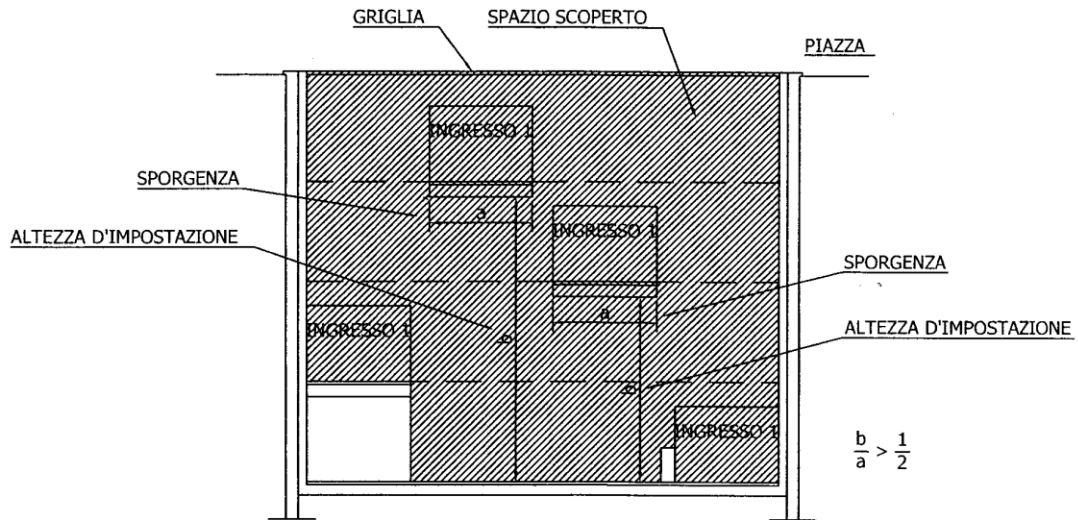 GRIGLIA
SPAZIO SCOPERTO
PIAZZA
INGRESSO 1
SPORGENZA
a
ALTEZZA D'IMPOSTAZIONE
INGRESSO 1
SPORGENZA
a
INGRESSO 1
b
ALTEZZA D'IMPOSTAZIONE
b
INGRESSO 1
b/a > 1/2